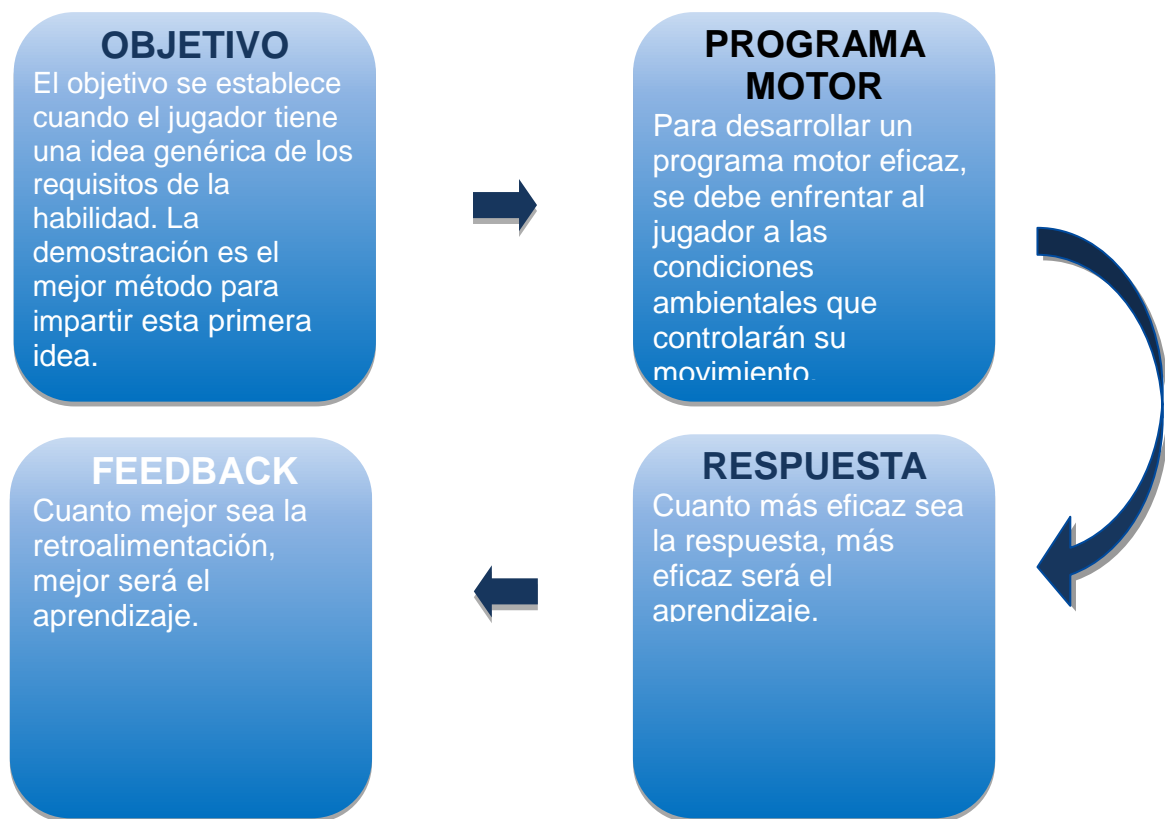 OBJETIVO
El objetivo se establece
cuando el jugador tiene
una idea genérica de los
requisitos de la
habilidad. La
demostración es el
mejor método para
impartir esta primera
idea.
PROGRAMA
MOTOR
Para desarrollar un
programa motor eficaz,
se debe enfrentar al
jugador a las
condiciones
ambientales que
controlarán su
movimiento.
RESPUESTA
Cuanto más eficaz sea
la respuesta, más
eficaz será el
aprendizaje.
FEEDBACK
Cuanto mejor sea la
retroalimentación,
mejor será el
aprendizaje.